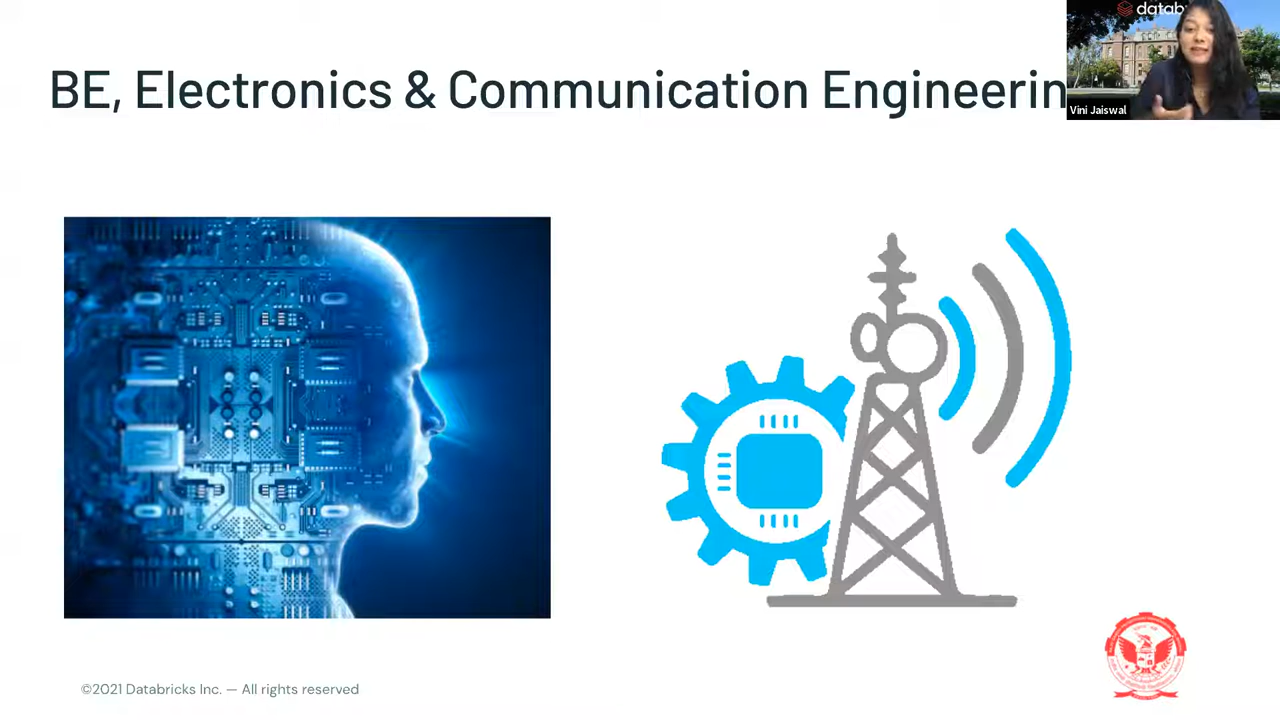 BE, Electronics & Communication Engineerin
datab
Vini Jaiswal
©2021 Databricks Inc. — All rights reserved